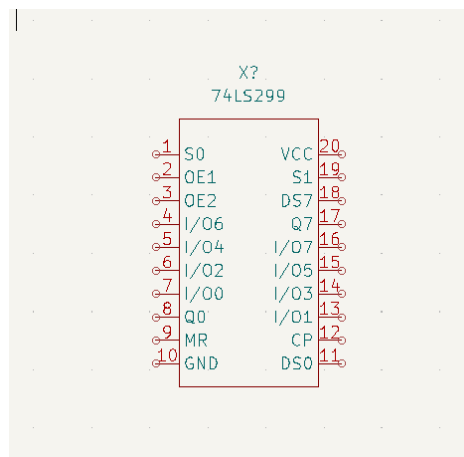 X?
74LS299
1 S0 VCC 20
2 OE1 S1 19
3 OE2 DS7 18
4 I/O6 Q7 17
5 I/O4 I/O7 16
6 I/O2 I/O5 15
7 I/O0 I/O3 14
8 Q0 I/O1 13
9 MR CP 12
10 GND DS0 11